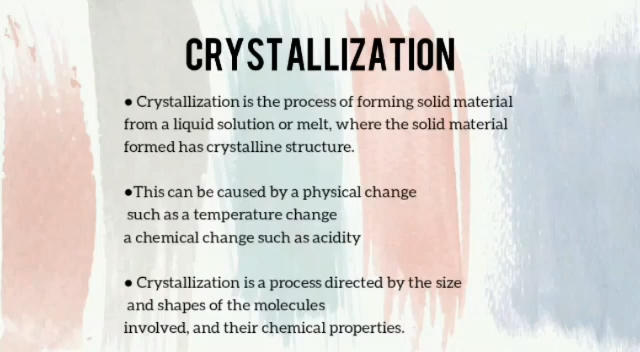 CRYSTALLIZATION
● Crystallization is the process of forming solid material
from a liquid solution or melt, where the solid material
formed has crystalline structure.
●This can be caused by a physical change
such as a temperature change
a chemical change such as acidity
● Crystallization is a process directed by the size
and shapes of the molecules
involved, and their chemical properties.